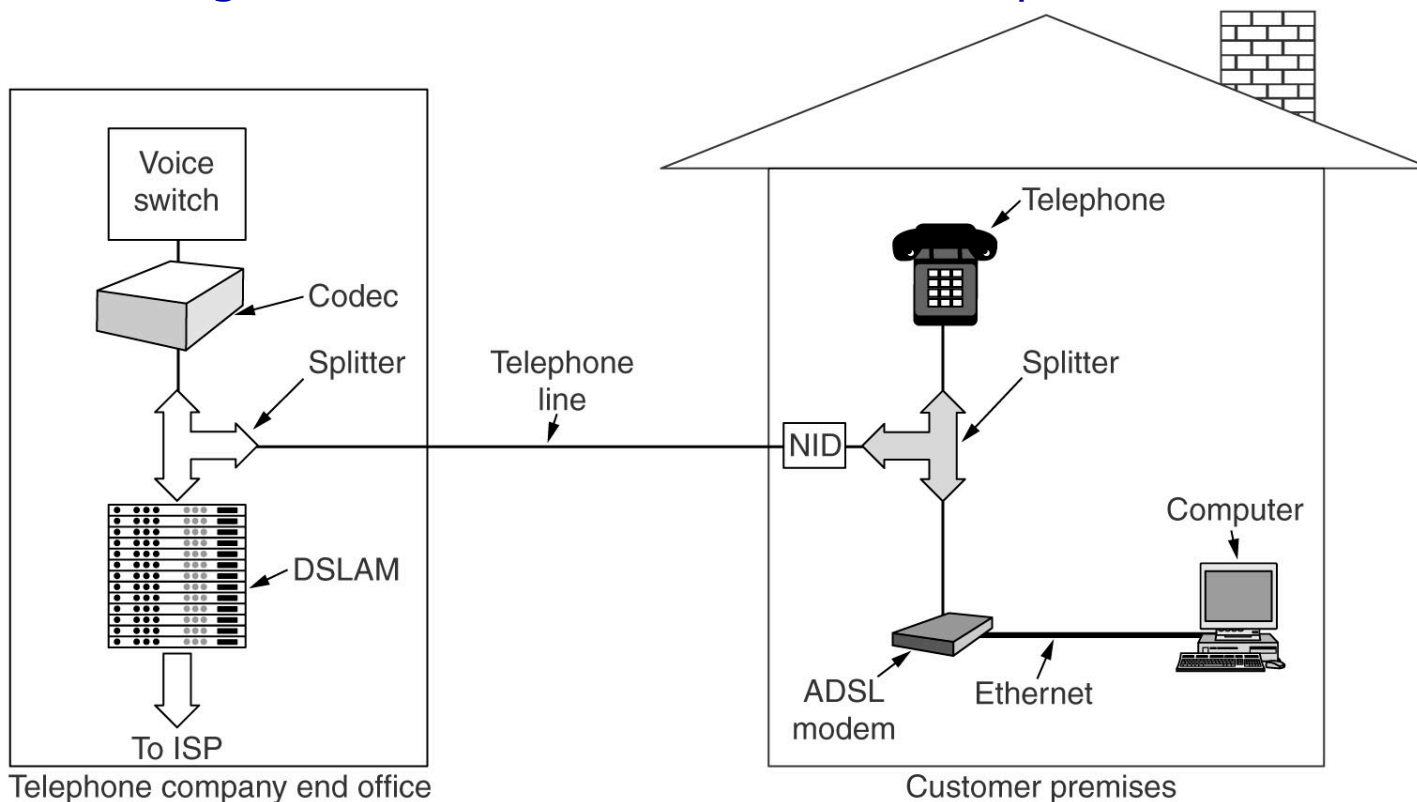 Voice
switch
Codec
Splitter
DSLAM
To ISP
Telephone company end office
Telephone
line
NID
Telephone
Splitter
Computer
ADSL
modem
Ethernet
Customer premises